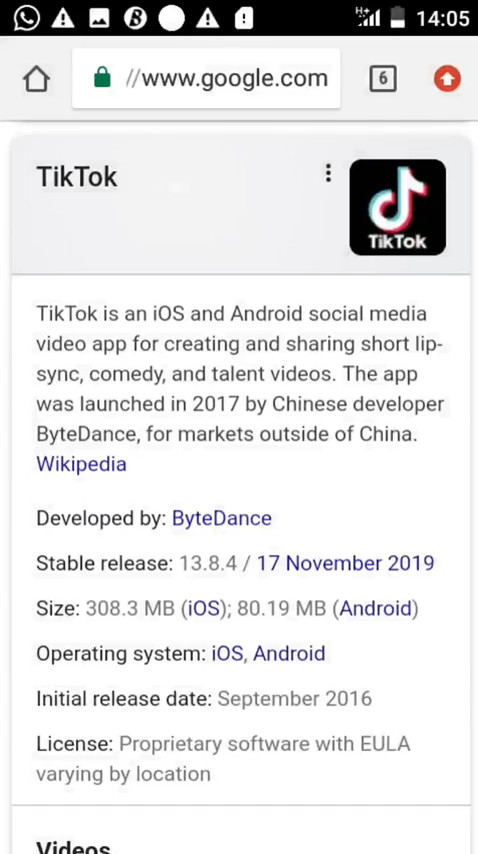 H+ 14:05
//www.google.com 6
TikTok
TikTok
TikTok is an iOS and Android social media
video app for creating and sharing short lip-
sync, comedy, and talent videos. The app
was launched in 2017 by Chinese developer
ByteDance, for markets outside of China.
Wikipedia
Developed by: ByteDance
Stable release: 13.8.4 / 17 November 2019
Size: 308.3 MB (iOS); 80.19 MB (Android)
Operating system: iOS, Android
Initial release date: September 2016
License: Proprietary software with EULA
varying by location
Videos